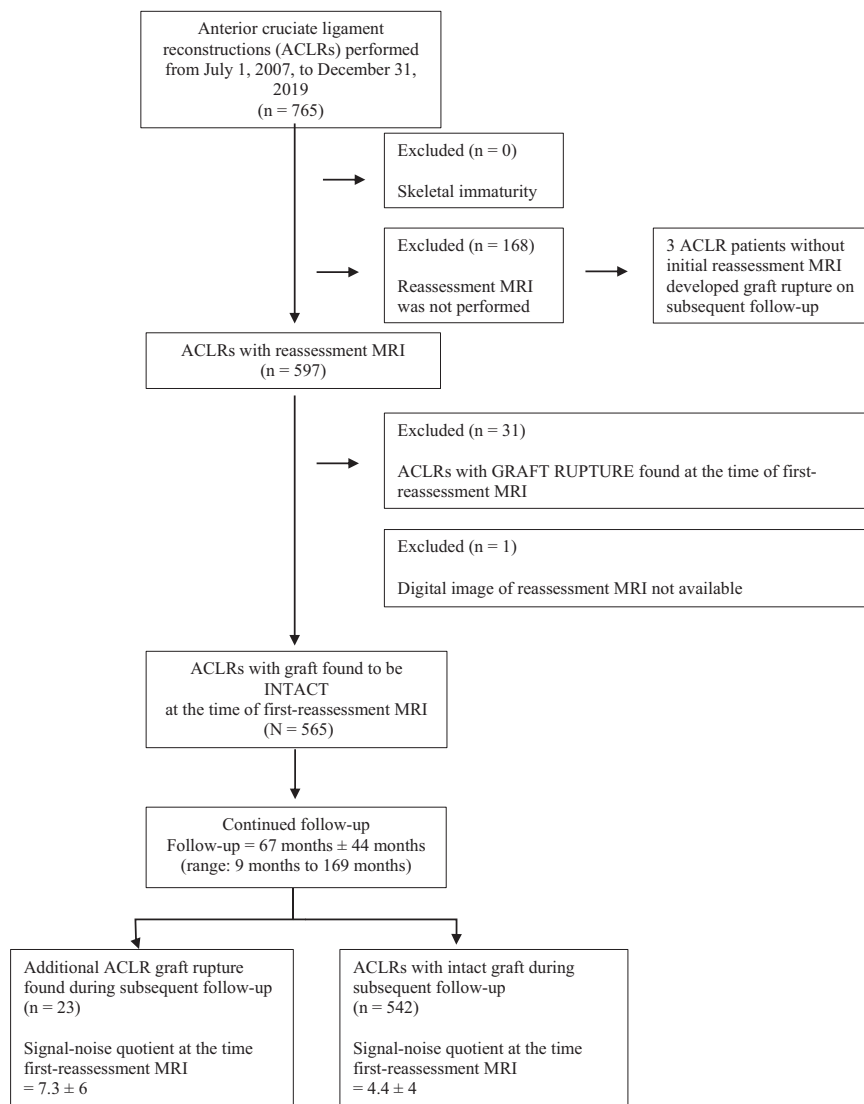 Anterior cruciate ligament
reconstructions (ACLRs) performed
from July 1, 2007, to December 31,
2019
(n = 765)
Excluded (n = 0)
Skeletal immaturity
Excluded (n = 168)
Reassessment MRI
was not performed
3 ACLR patients without
initial reassessment MRI
developed graft rupture on
subsequent follow-up
ACLRs with reassessment MRI
(n = 597)
Excluded (n = 31)
ACLRs with GRAFT RUPTURE found at the time of first-
reassessment MRI
Excluded (n = 1)
Digital image of reassessment MRI not available
ACLRs with graft found to be
INTACT
at the time of first-reassessment MRI
(N = 565)
Continued follow-up
Follow-up = 67 months ± 44 months
(range: 9 months to 169 months)
Additional ACLR graft rupture
found during subsequent follow-up
(n = 23)
Signal-noise quotient at the time
first-reassessment MRI
= 7.3 ± 6
ACLRs with intact graft during
subsequent follow-up
(n = 542)
Signal-noise quotient at the time
first-reassessment MRI
= 4.4 ± 4